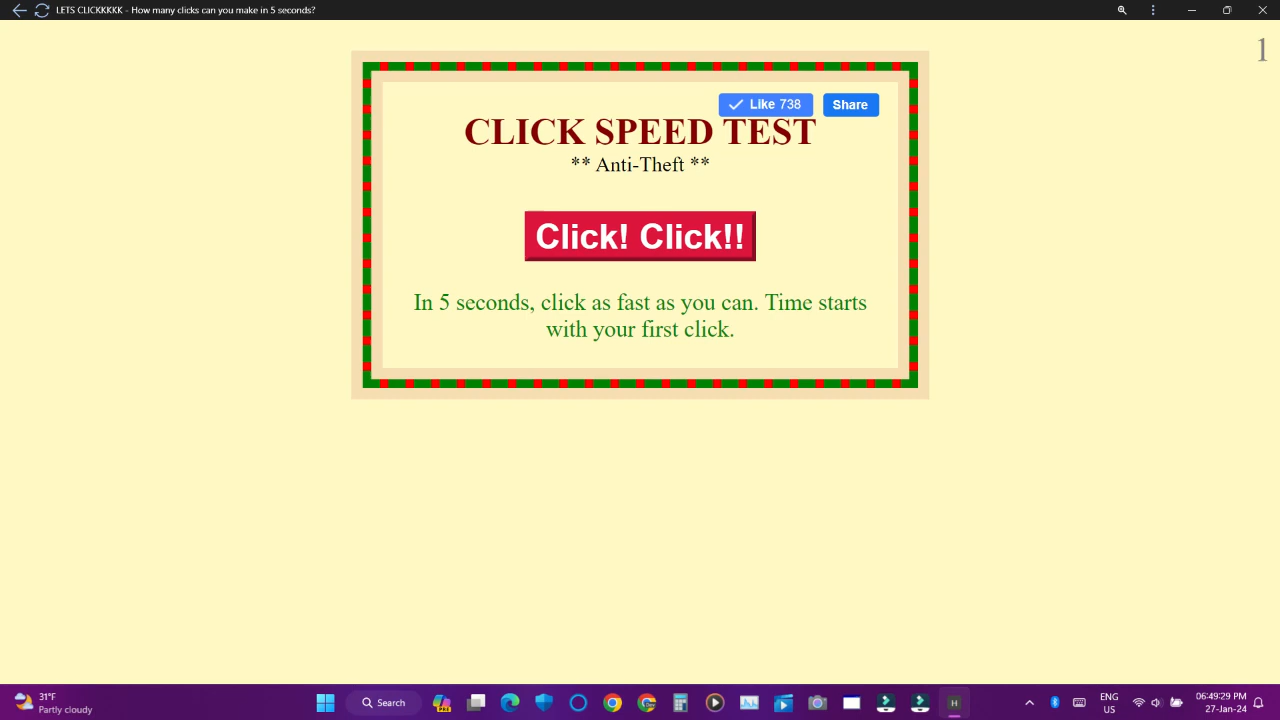 LETS CLICKKKKK - How many clicks can you make in 5 seconds?
1
Like 738
Share
CLICK SPEED TEST
** Anti-Theft **
Click! Click!!
In 5 seconds, click as fast as you can. Time starts
with your first click.
31°F
Partly cloudy
Search
PRE
H
ENG
US
06:49:29 PM
27-Jan-24